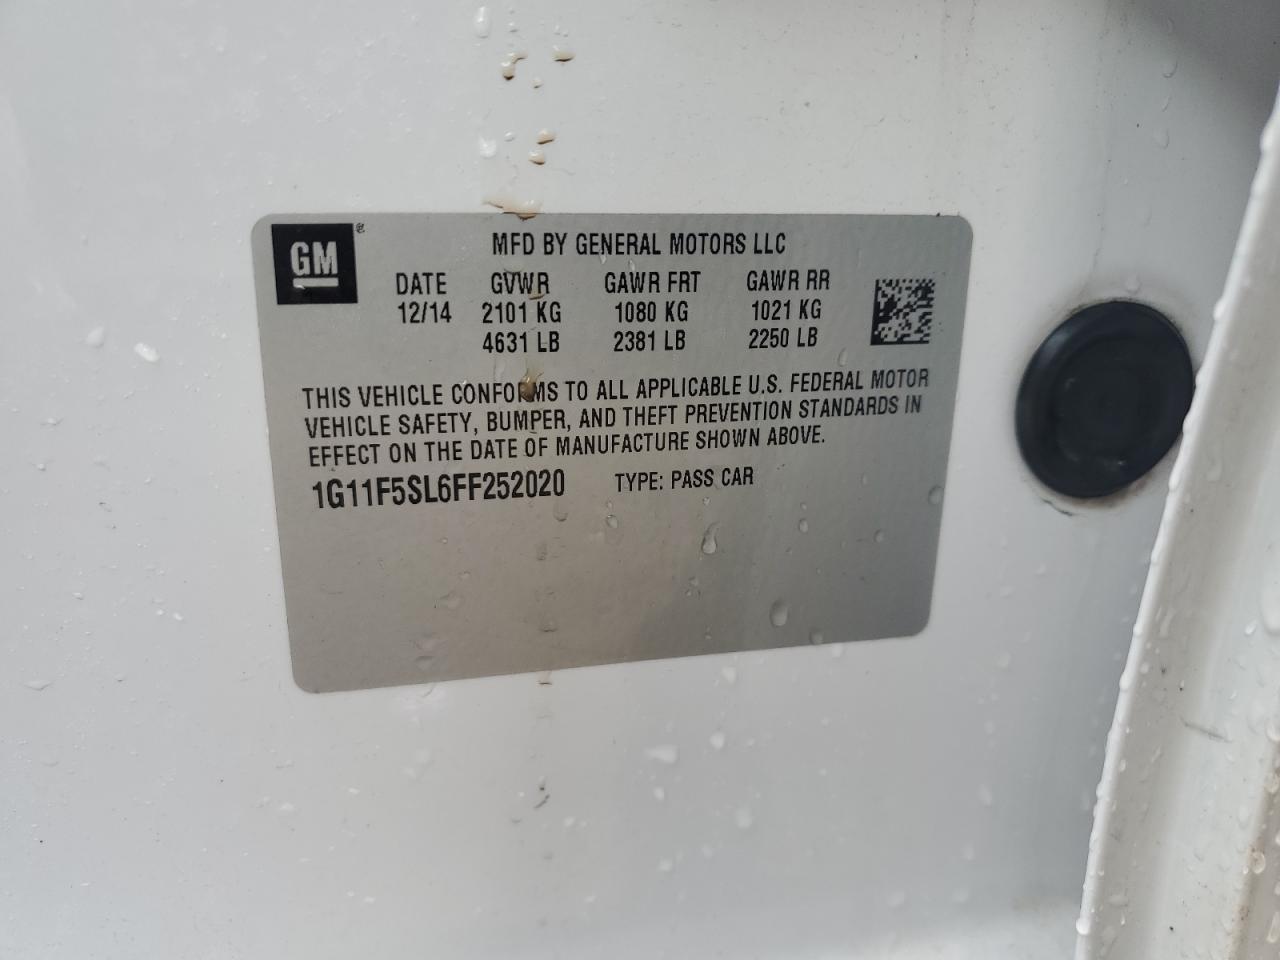 GM ®
MFD BY GENERAL MOTORS LLC
DATE GVWR GAWR FRT GAWR RR
12/14 2101 KG 1080 KG 1021 KG
4631 LB 2381 LB 2250 LB
THIS VEHICLE CONFORMS TO ALL APPLICABLE U.S. FEDERAL MOTOR
VEHICLE SAFETY, BUMPER, AND THEFT PREVENTION STANDARDS IN
EFFECT ON THE DATE OF MANUFACTURE SHOWN ABOVE.
1G11F5SL6FF252020 TYPE: PASS CAR